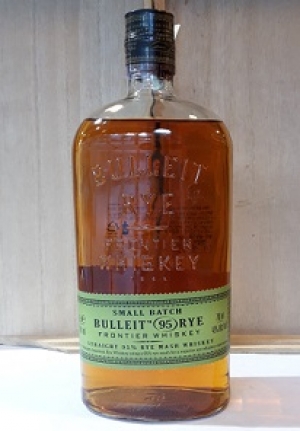 BULLEIT
RYE
FRONTIER
WHISKEY
SMALL BATCH
BULLEIT 95 RYE
FRONTIER WHISKEY
STRAIGHT 95% RYE MASH WHISKEY